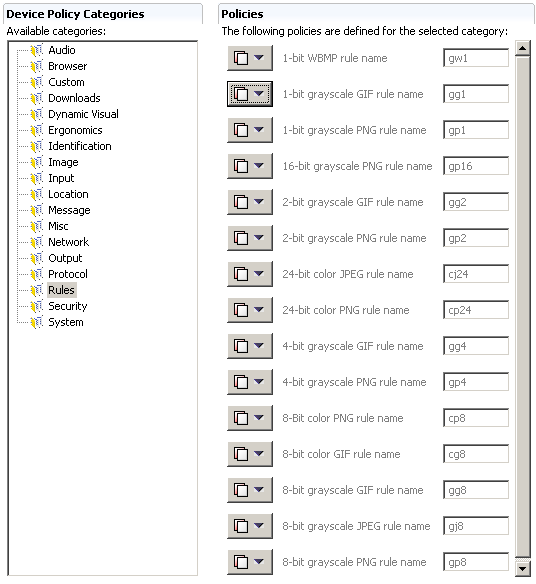 Device Policy Categories
Available categories:
Audio
Browser
Custom
Downloads
Dynamic Visual
Ergonomics
Identification
Image
Input
Location
Message
Misc
Network
Output
Protocol
Rules
Security
System
Policies
The following policies are defined for the selected category:
1-bit WBMP rule name gw1
1-bit grayscale GIF rule name gg1
1-bit grayscale PNG rule name gp1
16-bit grayscale PNG rule name gp16
2-bit grayscale GIF rule name gg2
2-bit grayscale PNG rule name gp2
24-bit color JPEG rule name cj24
24-bit color PNG rule name cp24
4-bit grayscale GIF rule name gg4
4-bit grayscale PNG rule name gp4
8-Bit color PNG rule name cp8
8-bit color GIF rule name cg8
8-bit grayscale GIF rule name gg8
8-bit grayscale JPEG rule name gj8
8-bit grayscale PNG rule name gp8